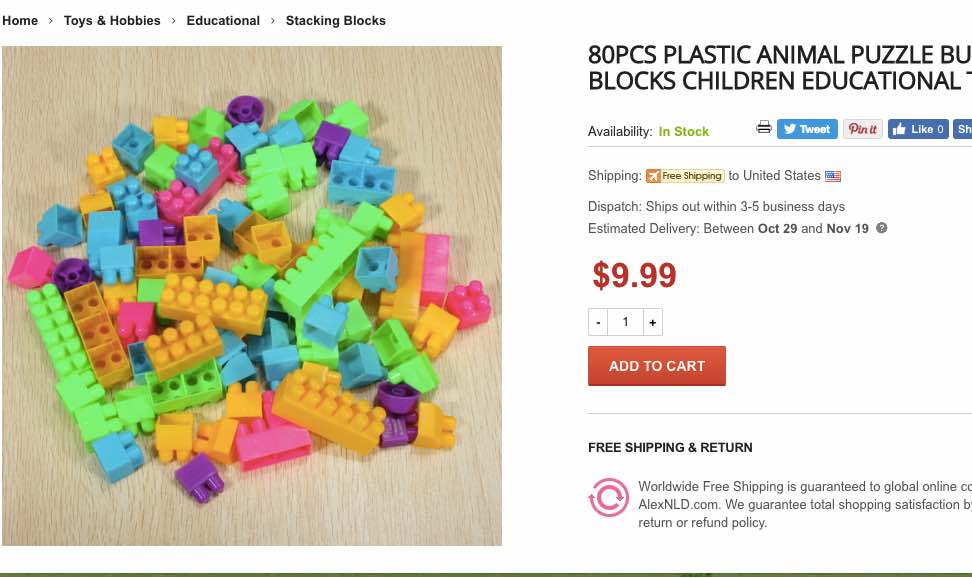 Home › Toys & Hobbies › Educational › Stacking Blocks
80PCS PLASTIC ANIMAL PUZZLE BU
BLOCKS CHILDREN EDUCATIONAL T
Availability: In Stock
Tweet
Pin it
Like 0
Sh
Shipping: Free Shipping to United States
Dispatch: Ships out within 3-5 business days
Estimated Delivery: Between Oct 29 and Nov 19 ?
$9.99
- 1 +
ADD TO CART
FREE SHIPPING & RETURN
Worldwide Free Shipping is guaranteed to global online co
AlexNLD.com. We guarantee total shopping satisfaction by
return or refund policy.